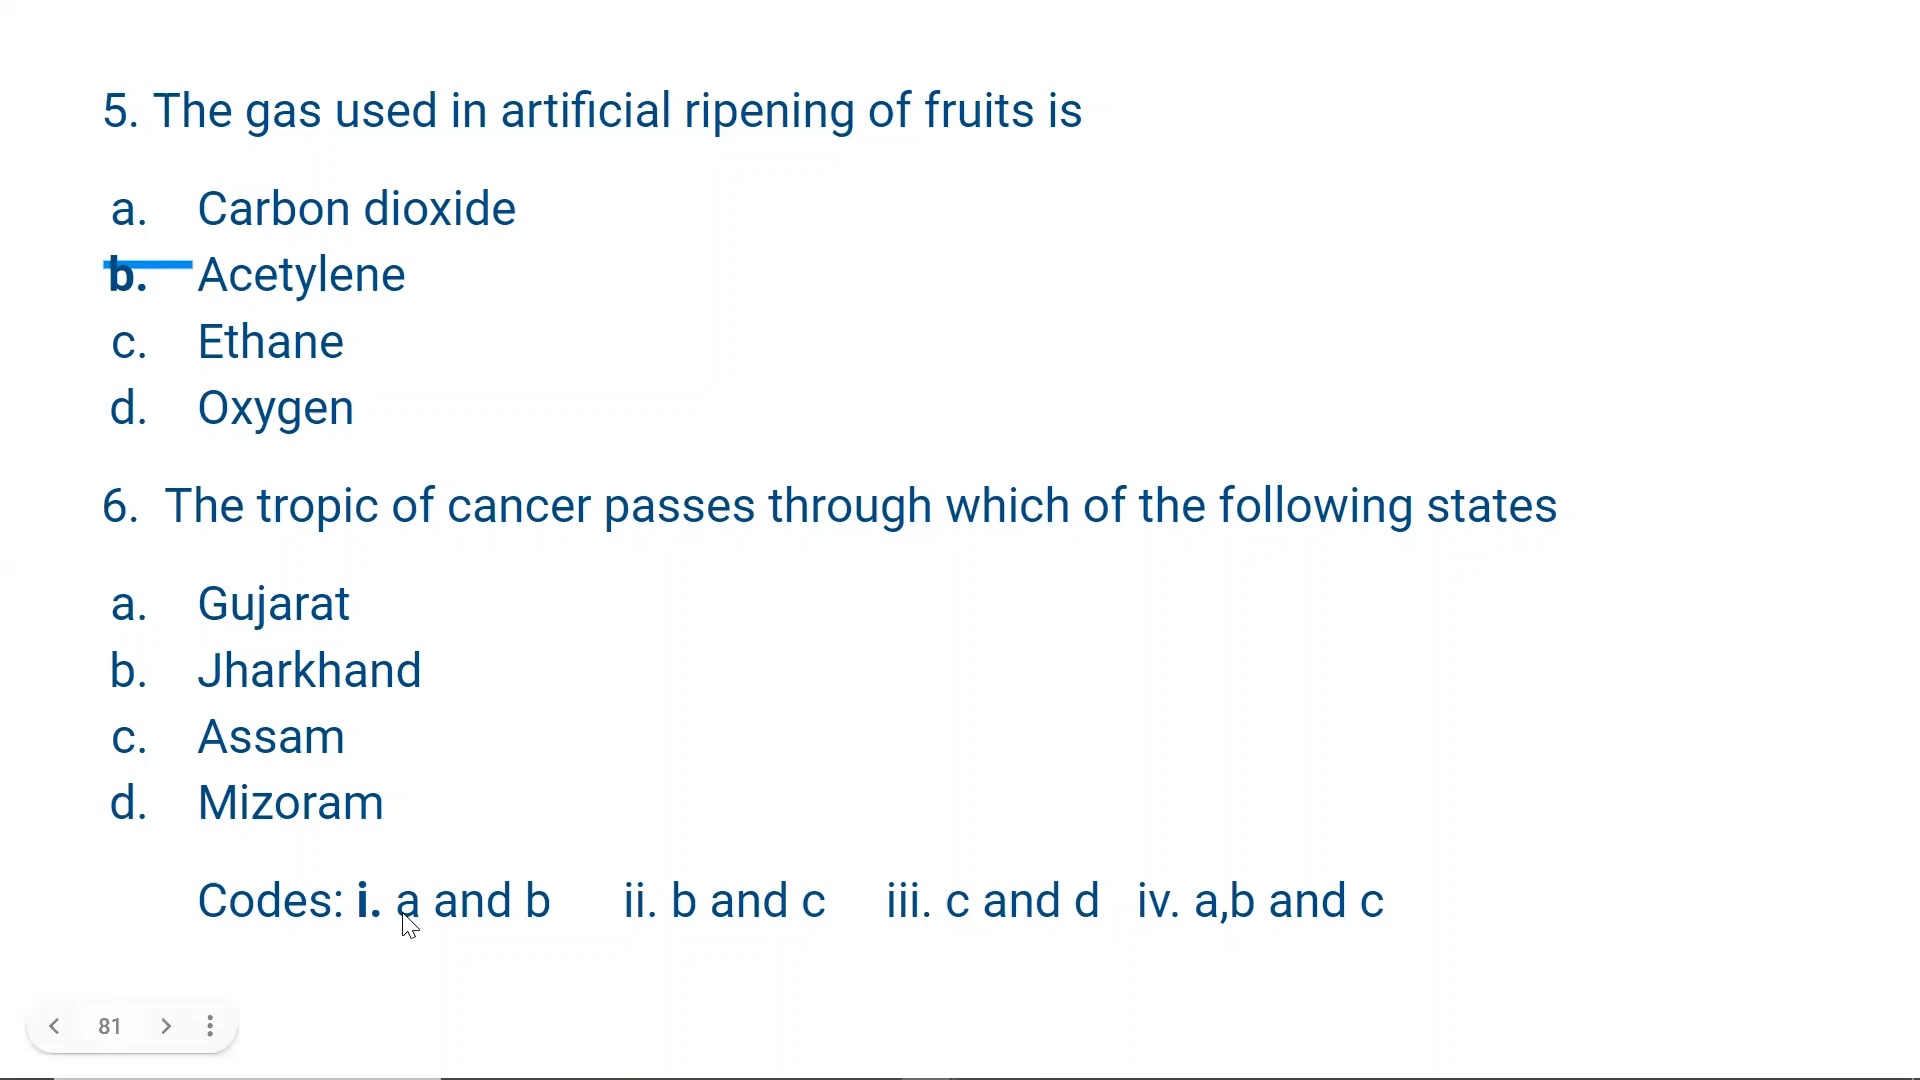 5. The gas used in artificial ripening of fruits is
a. Carbon dioxide
b. Acetylene
c. Ethane
d. Oxygen
6. The tropic of cancer passes through which of the following states
a. Gujarat
b. Jharkhand
c. Assam
d. Mizoram
Codes: i. a and b ii. b and c iii. c and d iv. a,b and c
81